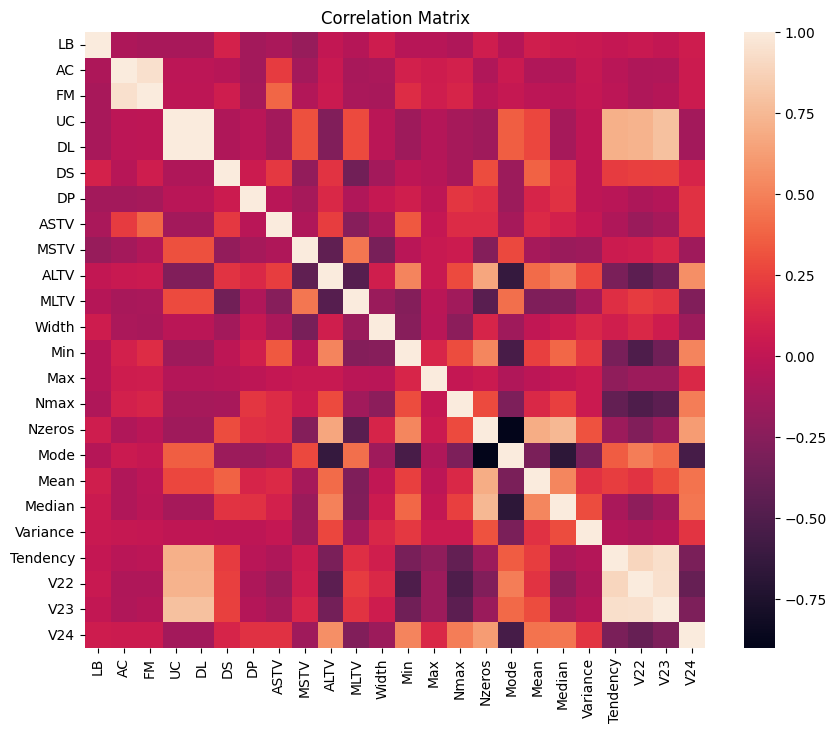 Correlation Matrix
LB
AC
FM
UC
DL
DS
DP
ASTV
MSTV
ALTV
MLTV
Width
Min
Max
Nmax
Nzeros
Mode
Mean
Median
Variance
Tendency
V22
V23
V24
LB
AC
FM
UC
DL
DS
DP
ASTV
MSTV
ALTV
MLTV
Width
Min
Max
Nmax
Nzeros
Mode
Mean
Median
Variance
Tendency
V22
V23
V24
1.00
0.75
0.50
0.25
0.00
−0.25
−0.50
−0.75